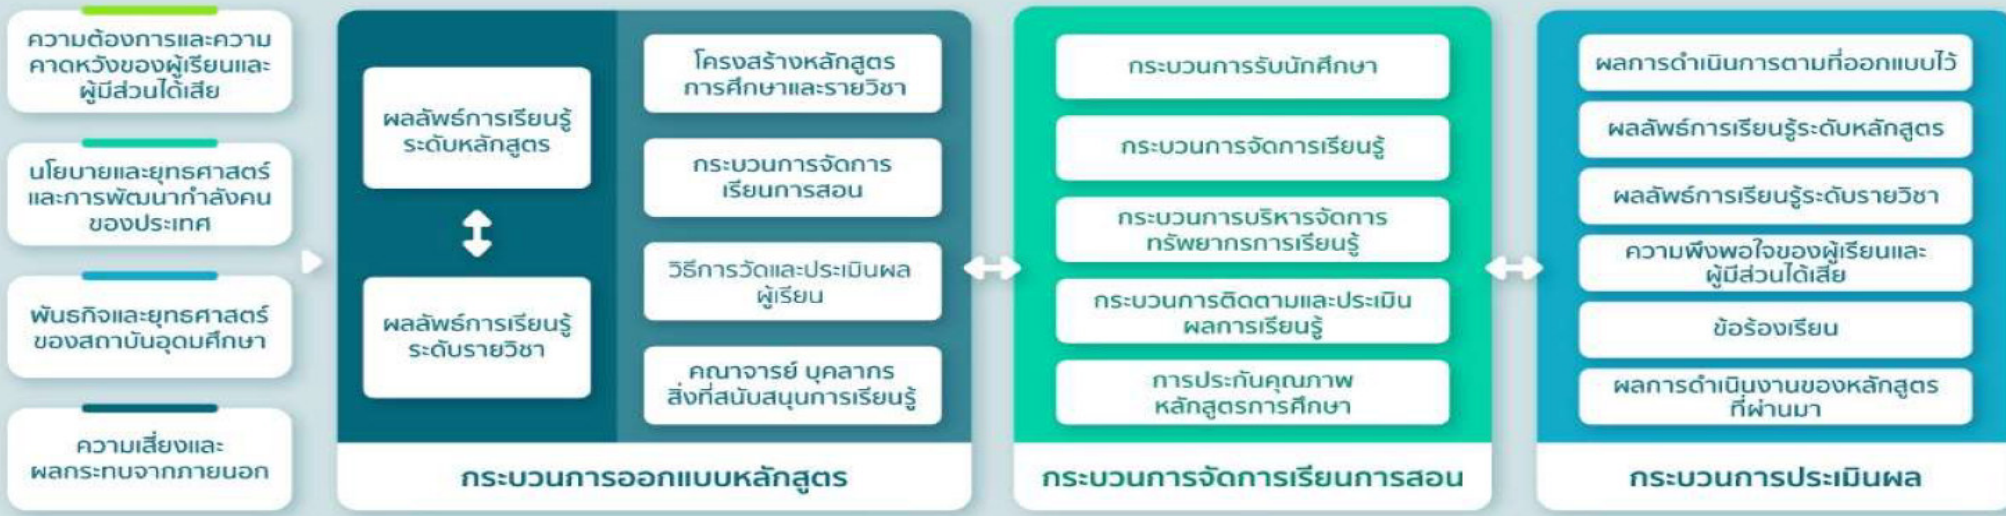 ความต้องการและความ
คาดหวังของผู้เรียนและ
ผู้มีส่วนได้เสีย
นโยบายและยุทธศาสตร์
และการพัฒนากำลังคน
ของประเทศ
พันธกิจและยุทธศาสตร์
ของสถาบันอุดมศึกษา
ความเสี่ยงและ
ผลกระทบจากภายนอก
ผลลัพธ์การเรียนรู้
ระดับหลักสูตร
ผลลัพธ์การเรียนรู้
ระดับรายวิชา
โครงสร้างหลักสูตร
การศึกษาและรายวิชา
กระบวนการจัดการ
เรียนการสอน
วิธีการวัดและประเมินผล
ผู้เรียน
คณาจารย์ บุคลากร
สิ่งที่สนับสนุนการเรียนรู้
กระบวนการออกแบบหลักสูตร
กระบวนการรับนักศึกษา
กระบวนการจัดการเรียนรู้
กระบวนการบริหารจัดการ
ทรัพยากรการเรียนรู้
กระบวนการติดตามและประเมิน
ผลการเรียนรู้
การประกันคุณภาพ
หลักสูตรการศึกษา
กระบวนการจัดการเรียนการสอน
ผลการดำเนินการตามที่ออกแบบไว้
ผลลัพธ์การเรียนรู้ระดับหลักสูตร
ผลลัพธ์การเรียนรู้ระดับรายวิชา
ความพึงพอใจของผู้เรียนและ
ผู้มีส่วนได้เสีย
ข้อร้องเรียน
ผลการดำเนินงานของหลักสูตร
ที่ผ่านมา
กระบวนการประเมินผล